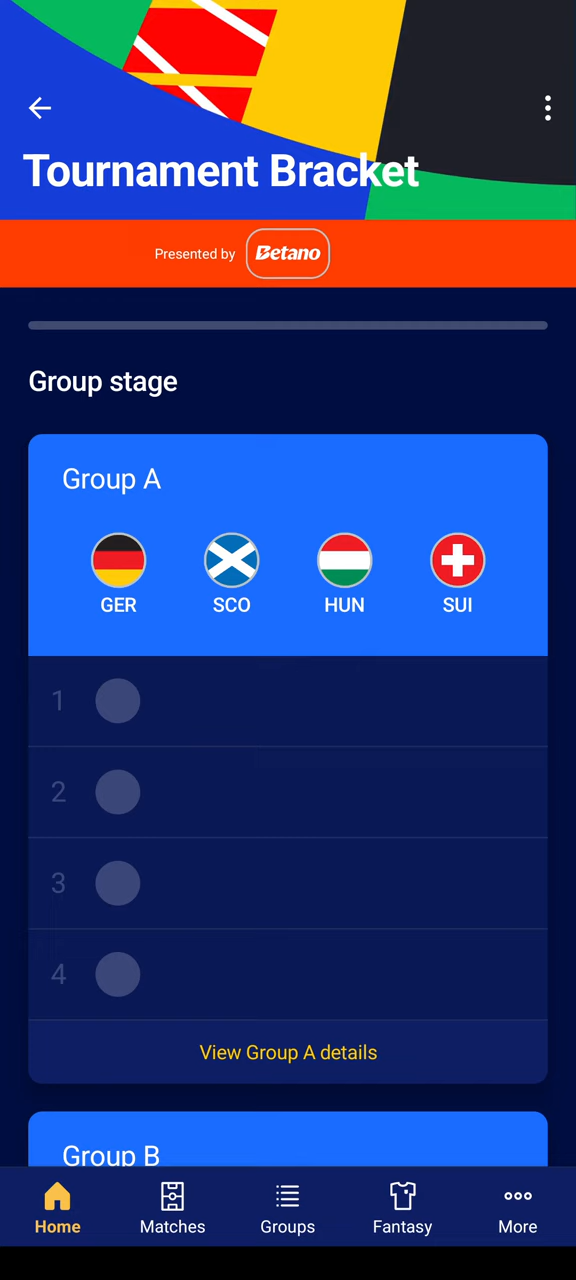 Tournament Bracket
Presented by Betano
Group stage
Group A
GER SCO HUN SUI
1
2
3
4
View Group A details
Group B
Home Matches Groups Fantasy More